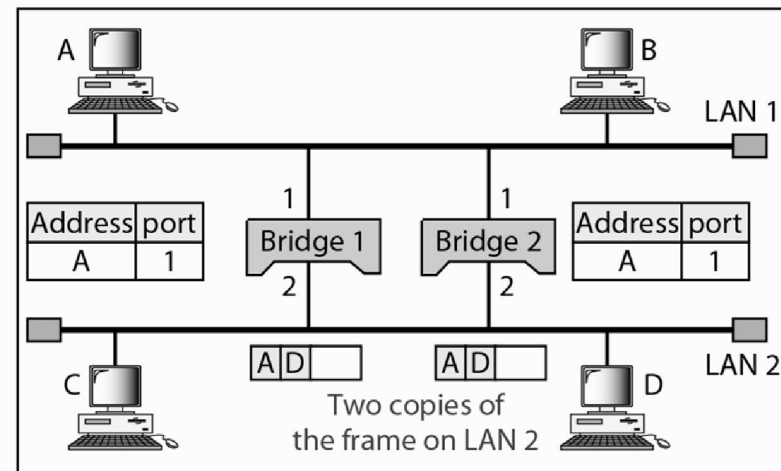 A
B
LAN 1
1
1
Address port
A 1
Bridge 1
Bridge 2
Address port
A 1
2
2
C
A D
A D
D
LAN 2
Two copies of
the frame on LAN 2